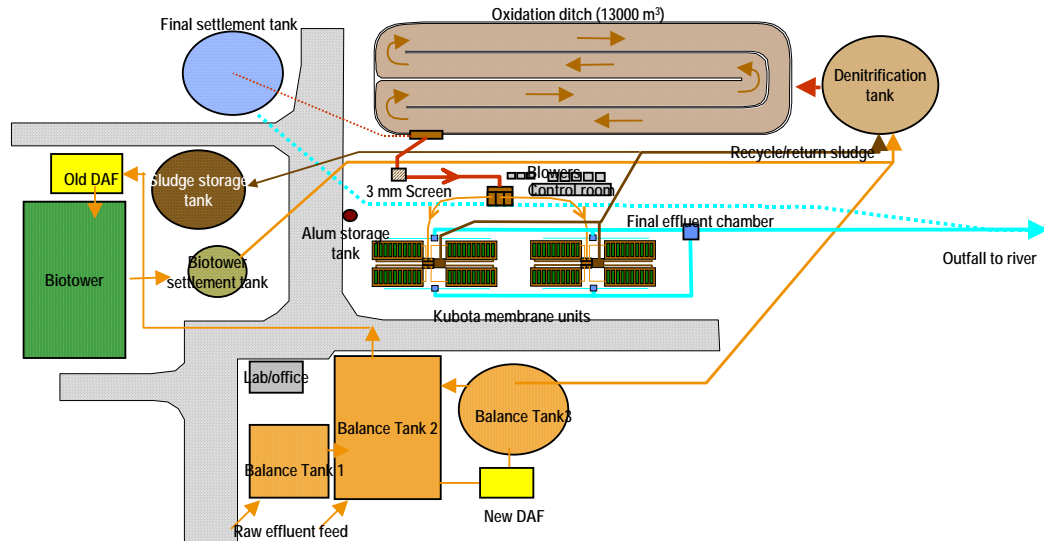 Oxidation ditch (13000 m³)
Final settlement tank
Denitrification
tank
Recycle/return sludge
Old DAF
Sludge storage
tank
3 mm Screen
Blowers
Control room
Final effluent chamber
Alum storage
tank
Outfall to river
Biotower
settlement tank
Biotower
Kubota membrane units
Lab/office
Balance Tank 2
Balance Tank3
Balance Tank 1
New DAF
Raw effluent feed